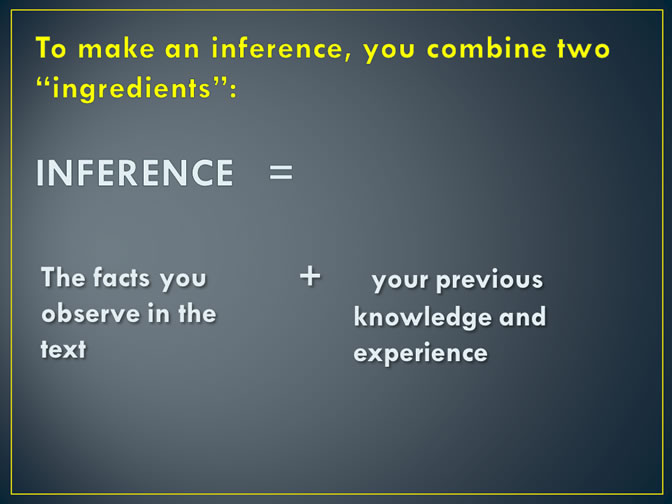 To make an inference, you combine two
“ingredients”:
INFERENCE =
The facts you
observe in the
text
+
your previous
knowledge and
experience